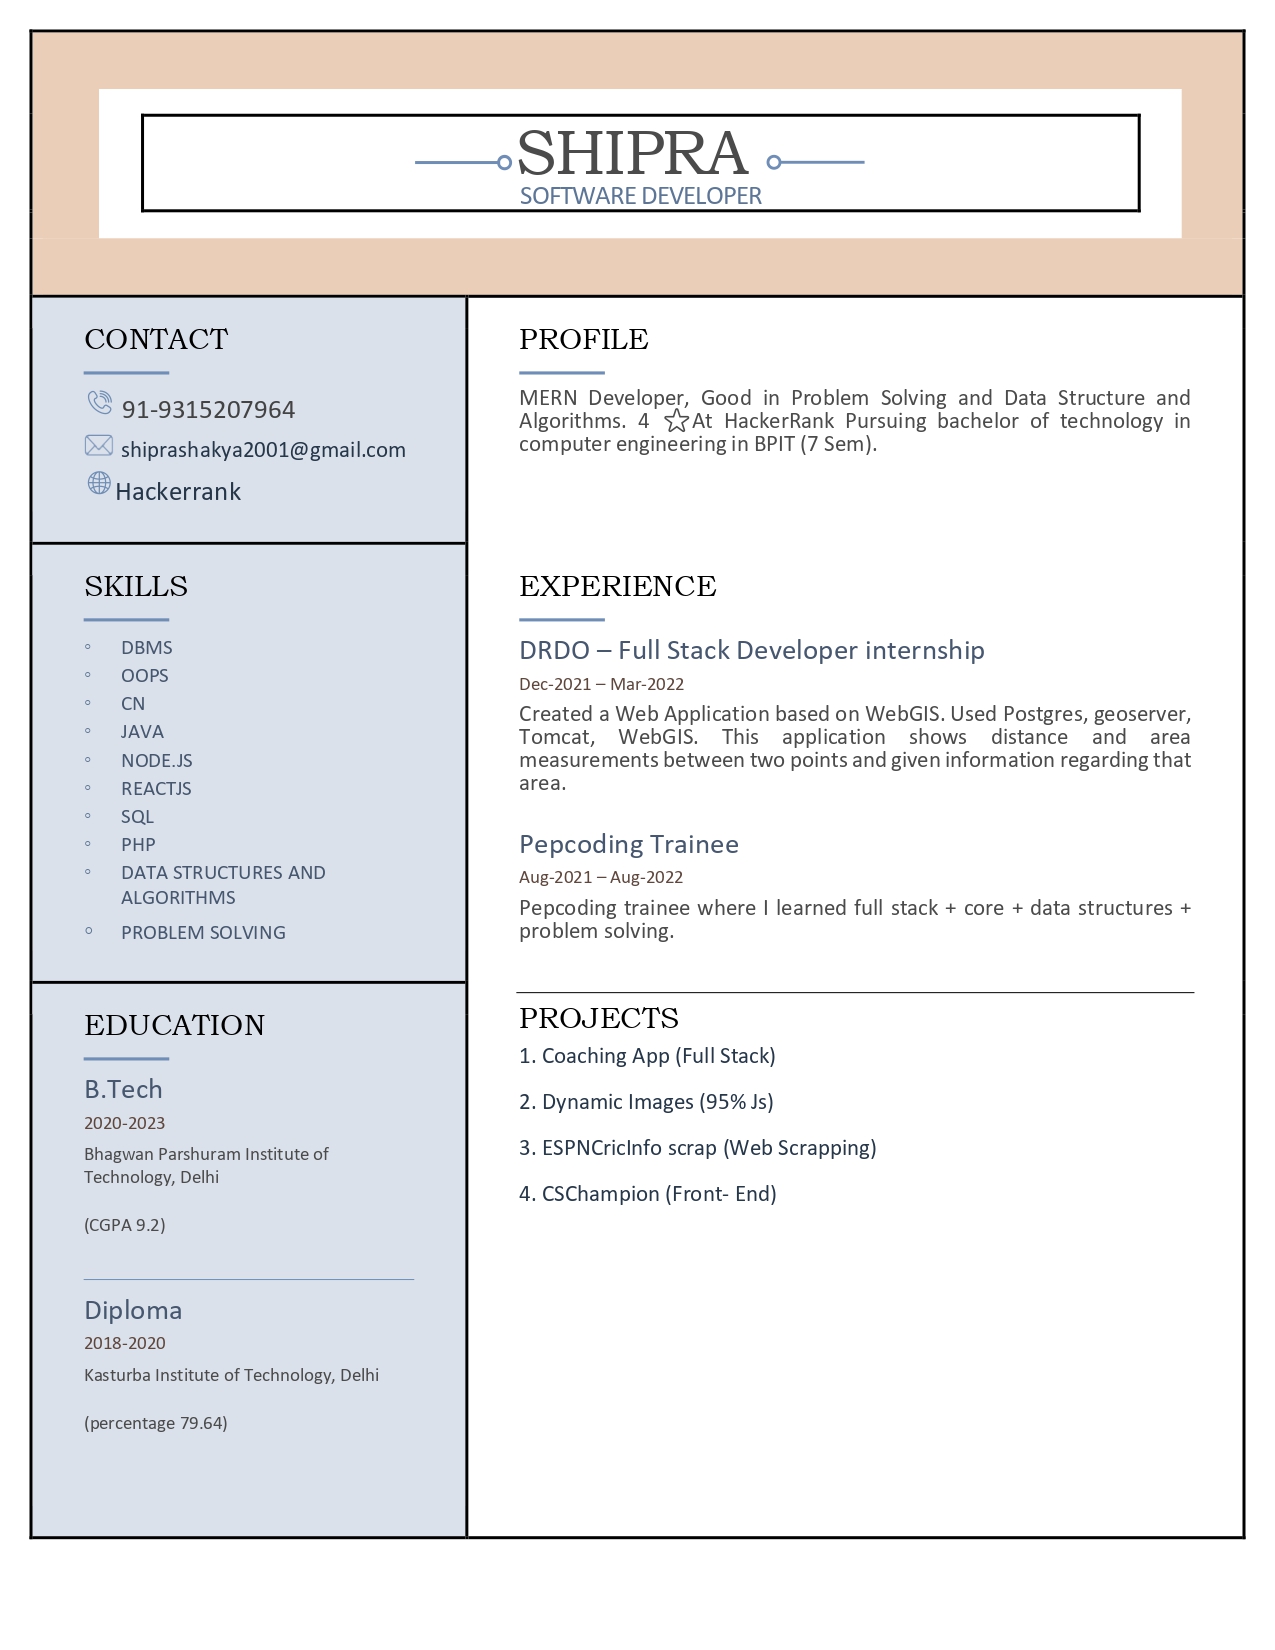 SHIPRA
SOFTWARE DEVELOPER
CONTACT
91-9315207964
shiprashakya2001@gmail.com
Hackerrank
SKILLS
DBMS
OOPS
CN
JAVA
NODE.JS
REACTJS
SQL
PHP
DATA STRUCTURES AND
ALGORITHMS
PROBLEM SOLVING
EDUCATION
B.Tech
2020-2023
Bhagwan Parshuram Institute of
Technology, Delhi
(CGPA 9.2)
Diploma
2018-2020
Kasturba Institute of Technology, Delhi
(percentage 79.64)
PROFILE
MERN Developer, Good in Problem Solving and Data Structure and
Algorithms. 4 ☆At HackerRank Pursuing bachelor of technology in
computer engineering in BPIT (7 Sem).
EXPERIENCE
DRDO – Full Stack Developer internship
Dec-2021 – Mar-2022
Created a Web Application based on WebGIS. Used Postgres, geoserver,
Tomcat, WebGIS. This application shows distance and area
measurements between two points and given information regarding that
area.
Pepcoding Trainee
Aug-2021 – Aug-2022
Pepcoding trainee where I learned full stack + core + data structures +
problem solving.
PROJECTS
1. Coaching App (Full Stack)
2. Dynamic Images (95% Js)
3. ESPNCricInfo scrap (Web Scrapping)
4. CSChampion (Front- End)